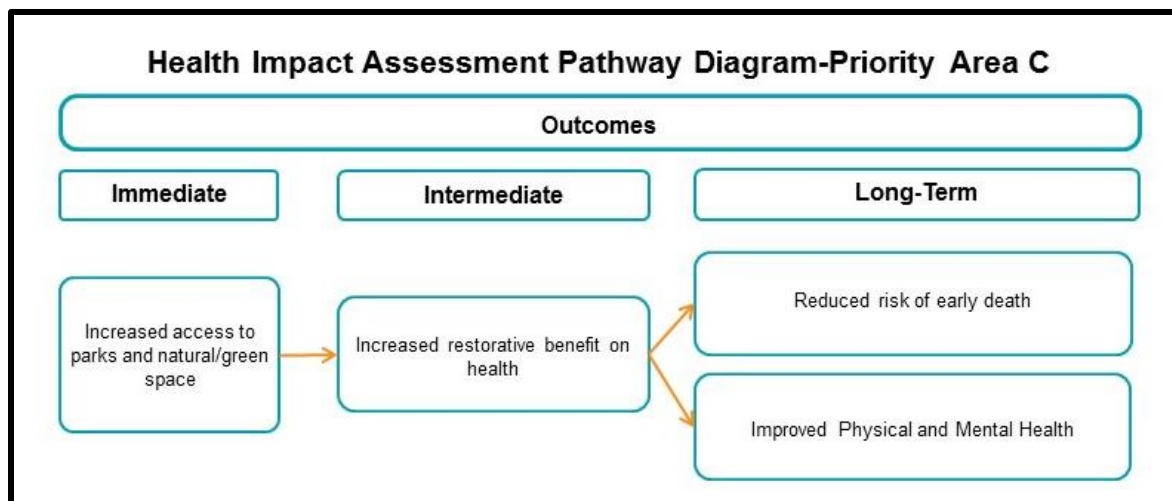 Health Impact Assessment Pathway Diagram-Priority Area C
Outcomes
Immediate
Intermediate
Long-Term
Increased access to
parks and natural/green
space
Increased restorative benefit on
health
Reduced risk of early death
Improved Physical and Mental Health